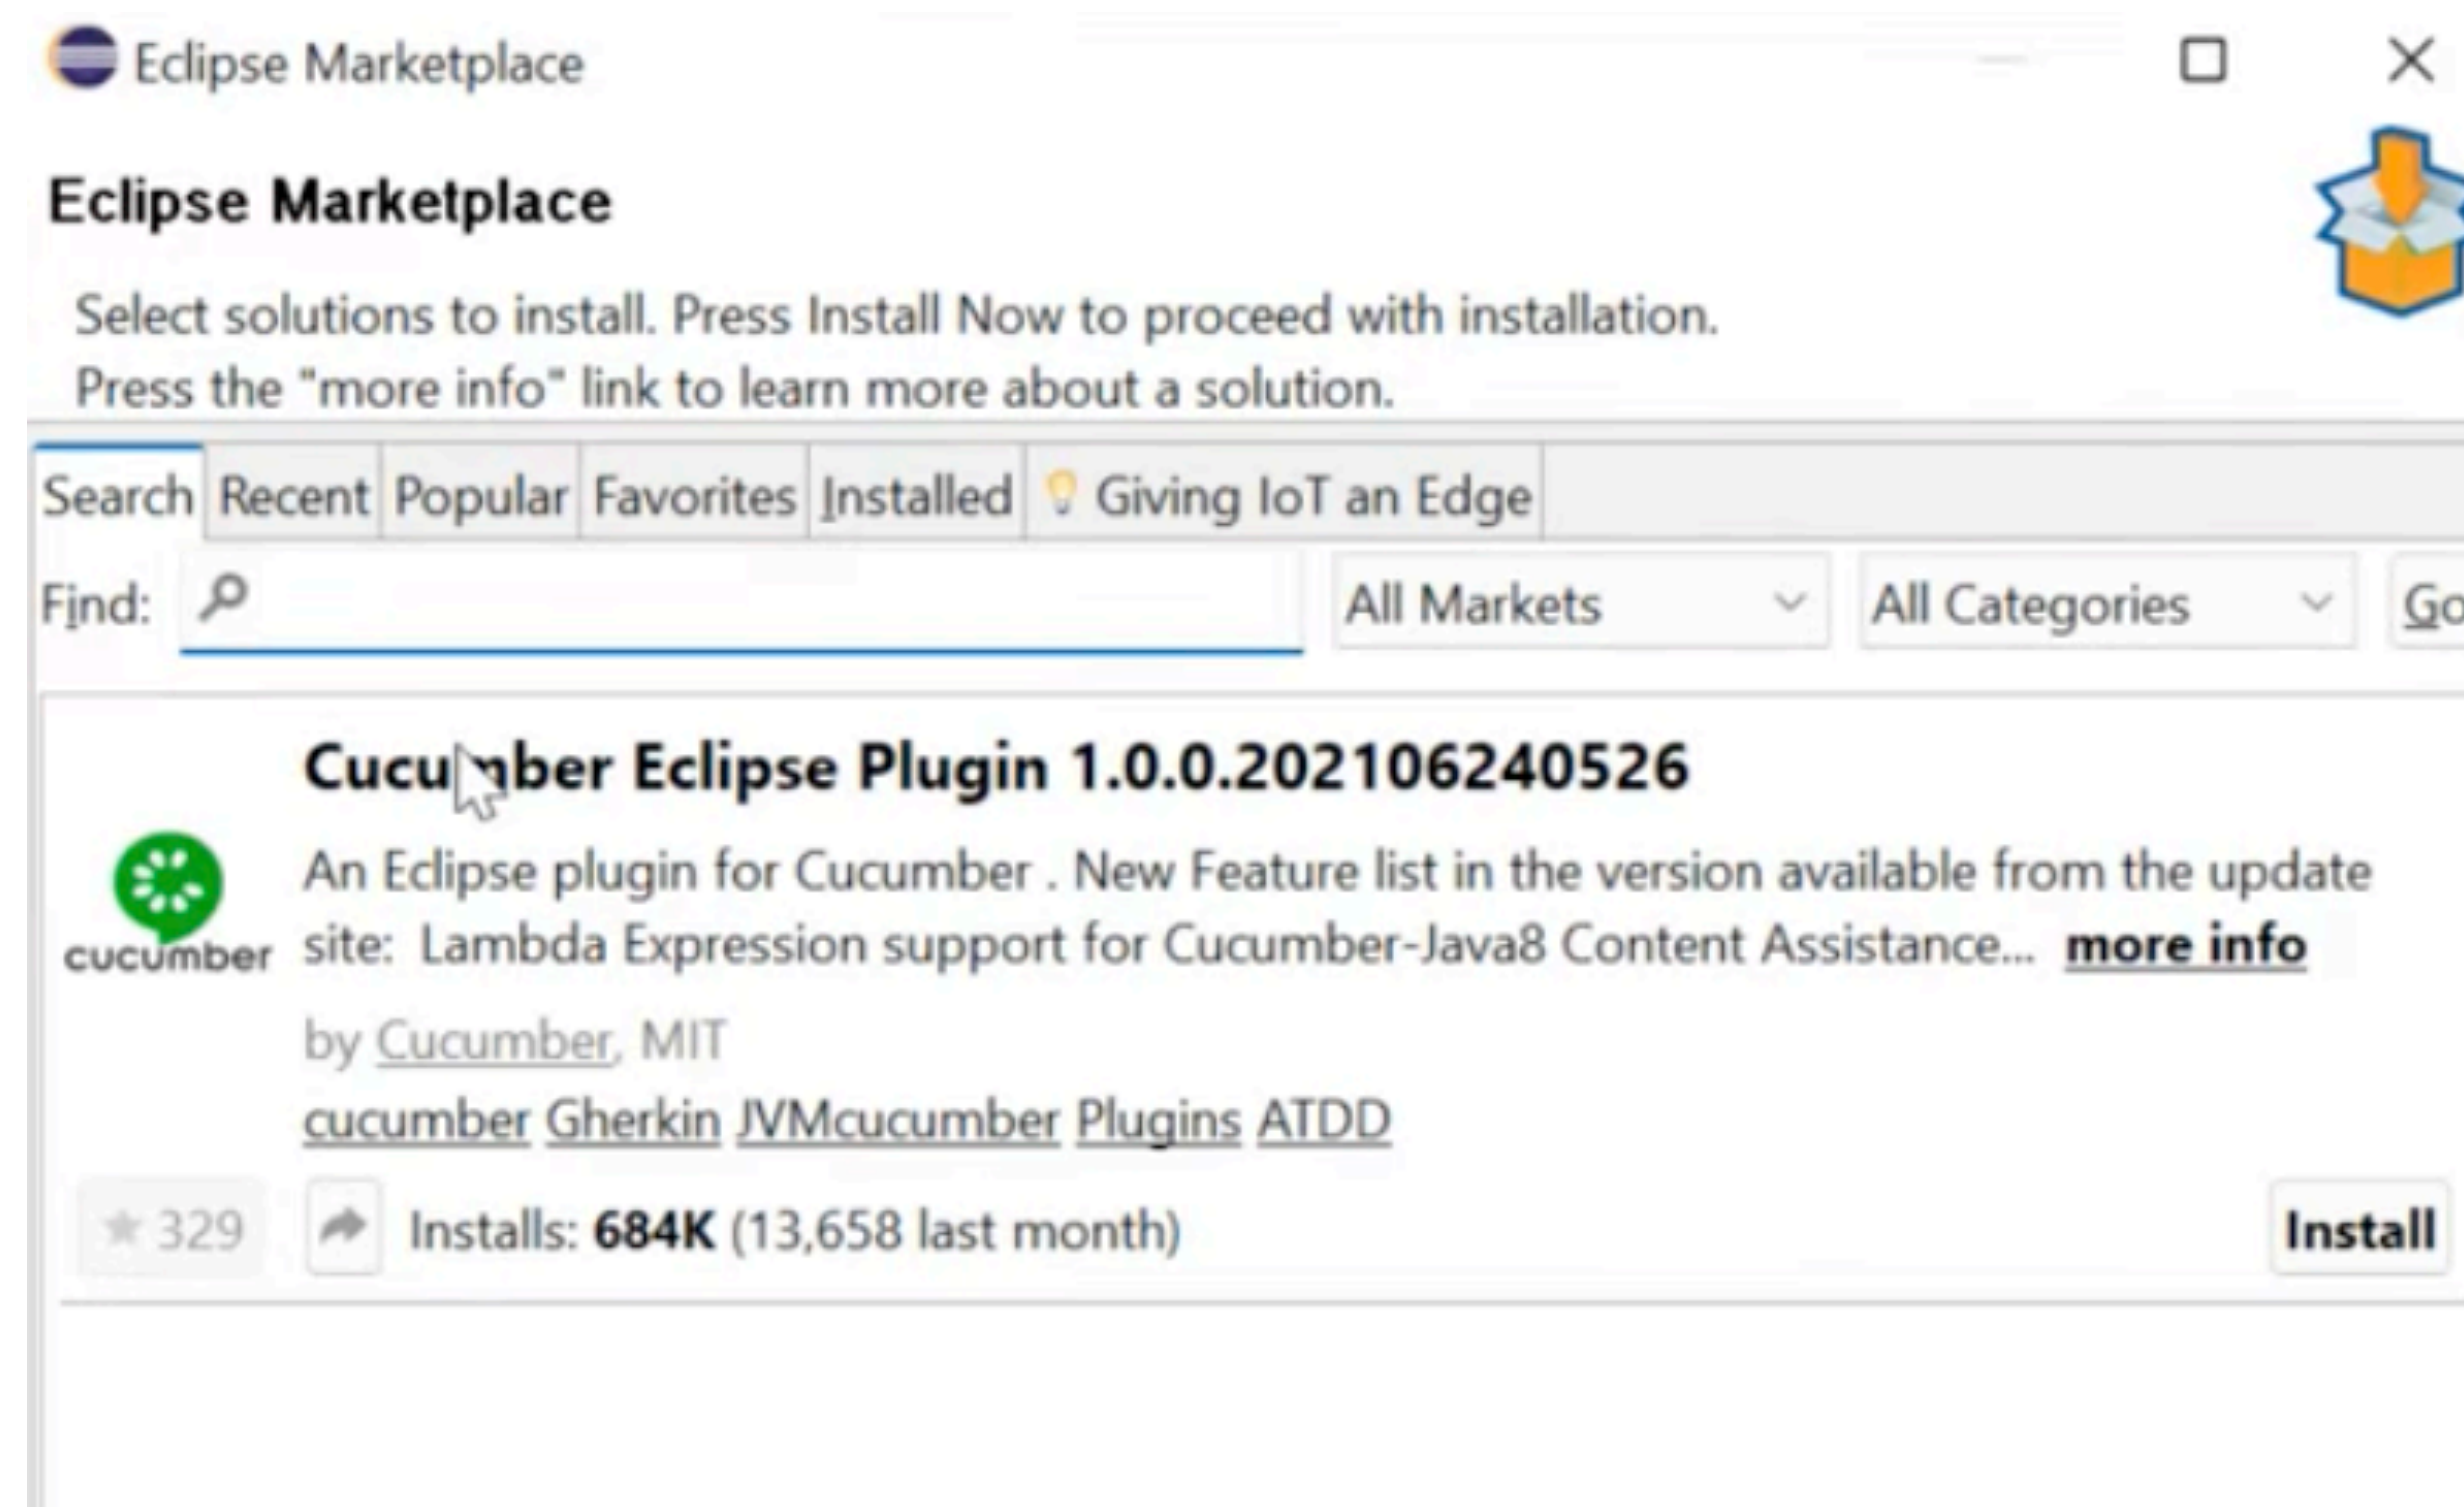 Eclipse Marketplace
Eclipse Marketplace
Select solutions to install. Press Install Now to proceed with installation.
Press the "more info" link to learn more about a solution.
Search Recent Popular Favorites Installed Giving IoT an Edge
Find: All Markets All Categories Go
Cucumber Eclipse Plugin 1.0.0.202106240526
An Eclipse plugin for Cucumber . New Feature list in the version available from the update
site: Lambda Expression support for Cucumber-Java8 Content Assistance... more info
cucumber
by Cucumber, MIT
cucumber Gherkin JVMcucumber Plugins ATDD
329 Installs: 684K (13,658 last month) Install